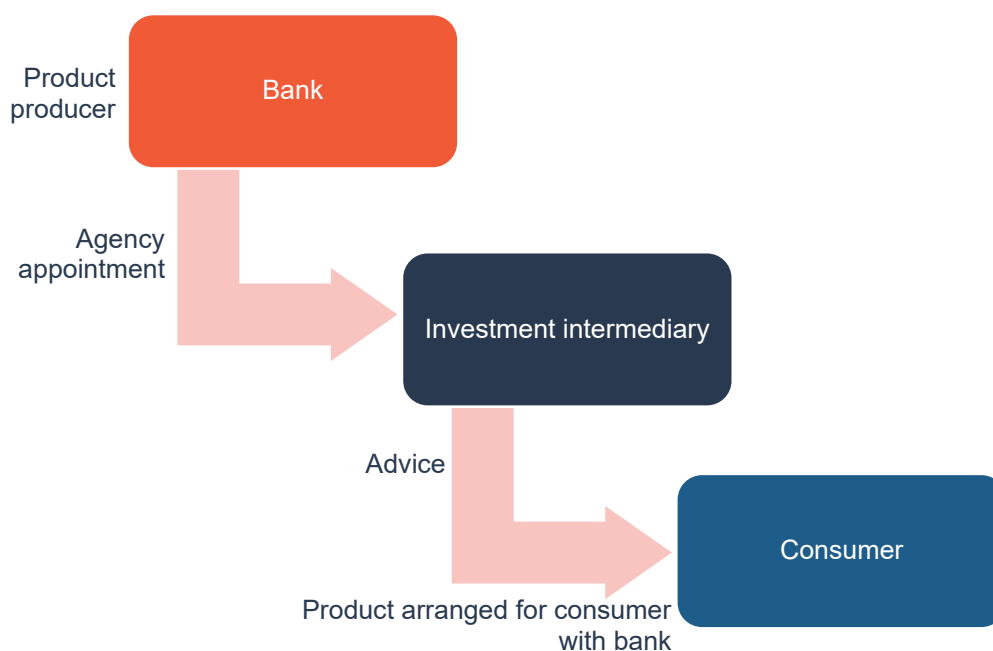 Product
producer
Bank
Agency
appointment
Investment intermediary
Advice
Consumer
Product arranged for consumer
with bank